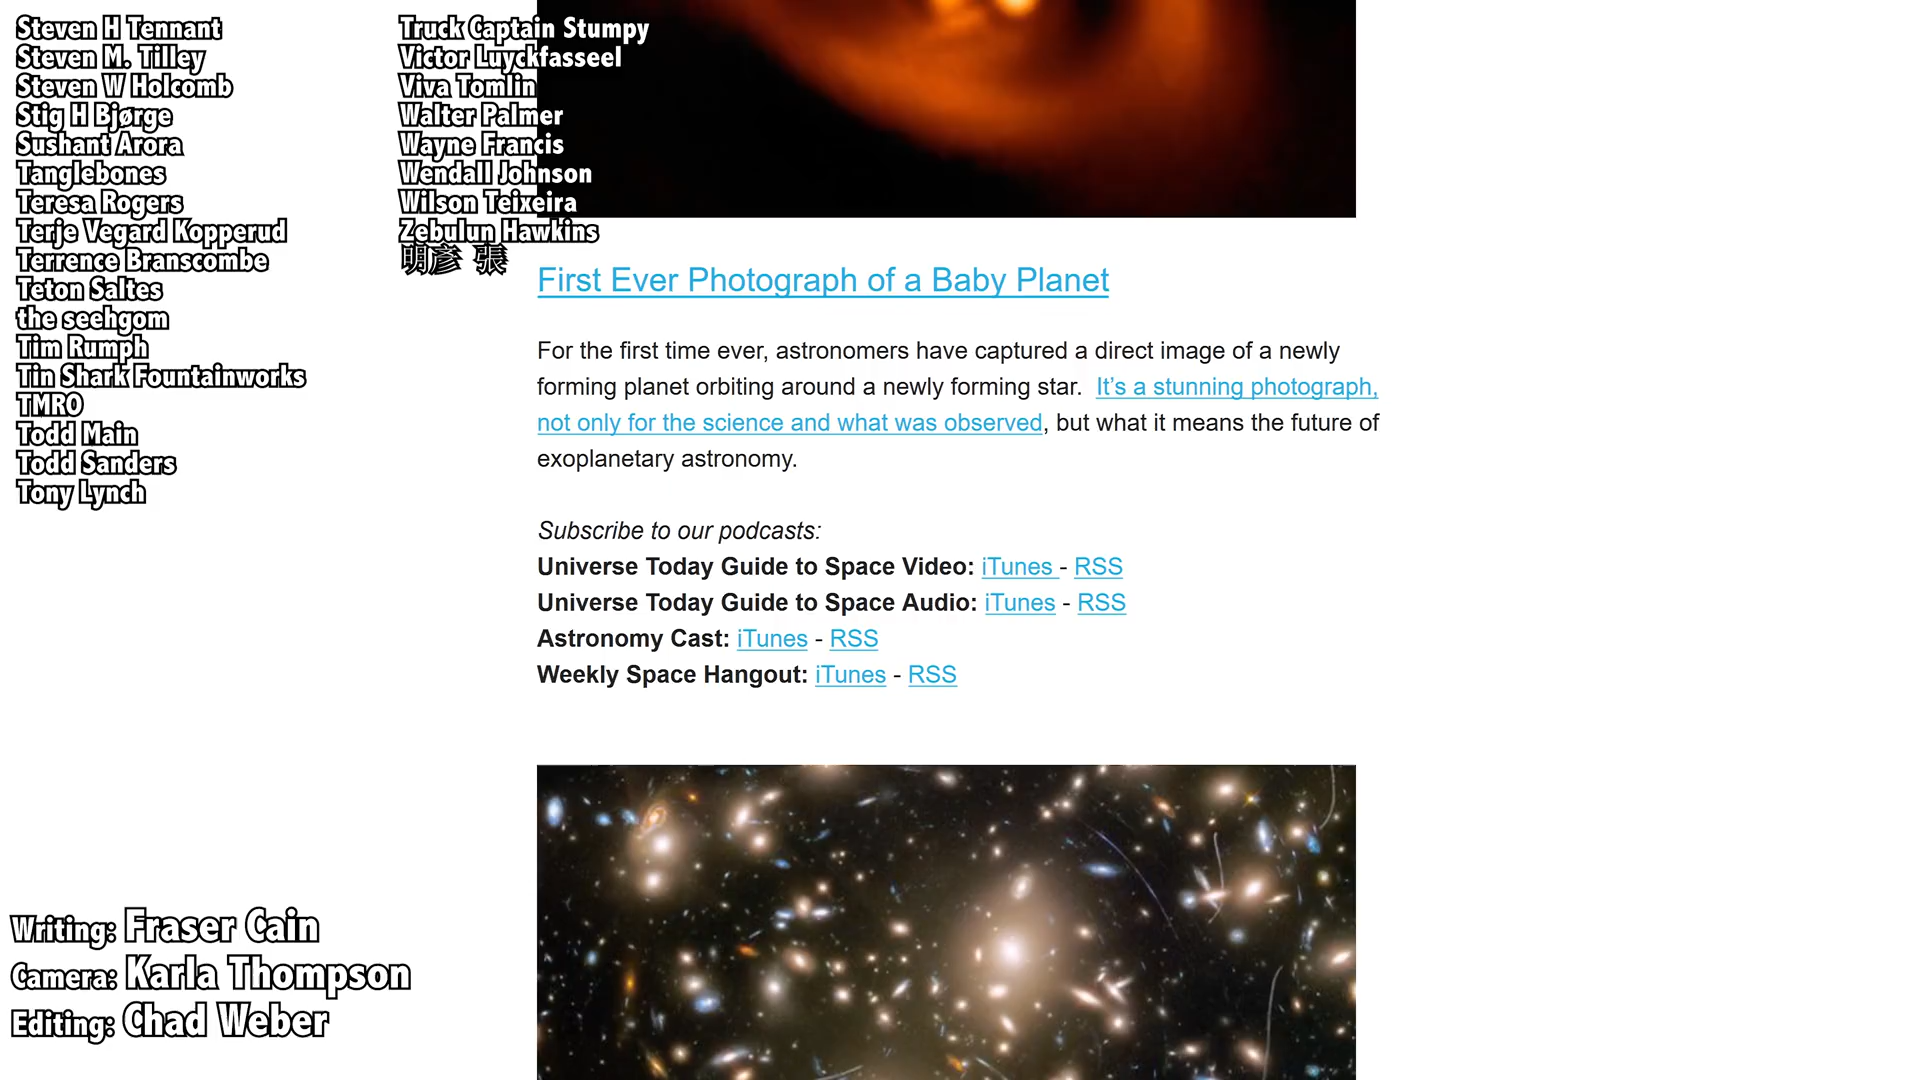 Steven H Tennant
Steven M. Tilley
Steven W Holcomb
Stig H Bjørge
Sushant Arora
Tanglebones
Teresa Rogers
Terje Vegard Kopperud
Terrence Branscombe
Teton Saltes
the seehgom
Tim Rumph
Tin Shark Fountainworks
TMRO
Todd Main
Todd Sanders
Tony Lynch
Truck Captain Stumpy
Victor Luyckfasseel
Viva Tomlin
Walter Palmer
Wayne Francis
Wendall Johnson
Wilson Teixeira
Zebulun Hawkins
明彥 張
First Ever Photograph of a Baby Planet
For the first time ever, astronomers have captured a direct image of a newly
forming planet orbiting around a newly forming star. It’s a stunning photograph,
not only for the science and what was observed, but what it means the future of
exoplanetary astronomy.
Subscribe to our podcasts:
Universe Today Guide to Space Video: iTunes - RSS
Universe Today Guide to Space Audio: iTunes - RSS
Astronomy Cast: iTunes - RSS
Weekly Space Hangout: iTunes - RSS
Writing: Fraser Cain
Camera: Karla Thompson
Editing: Chad Weber